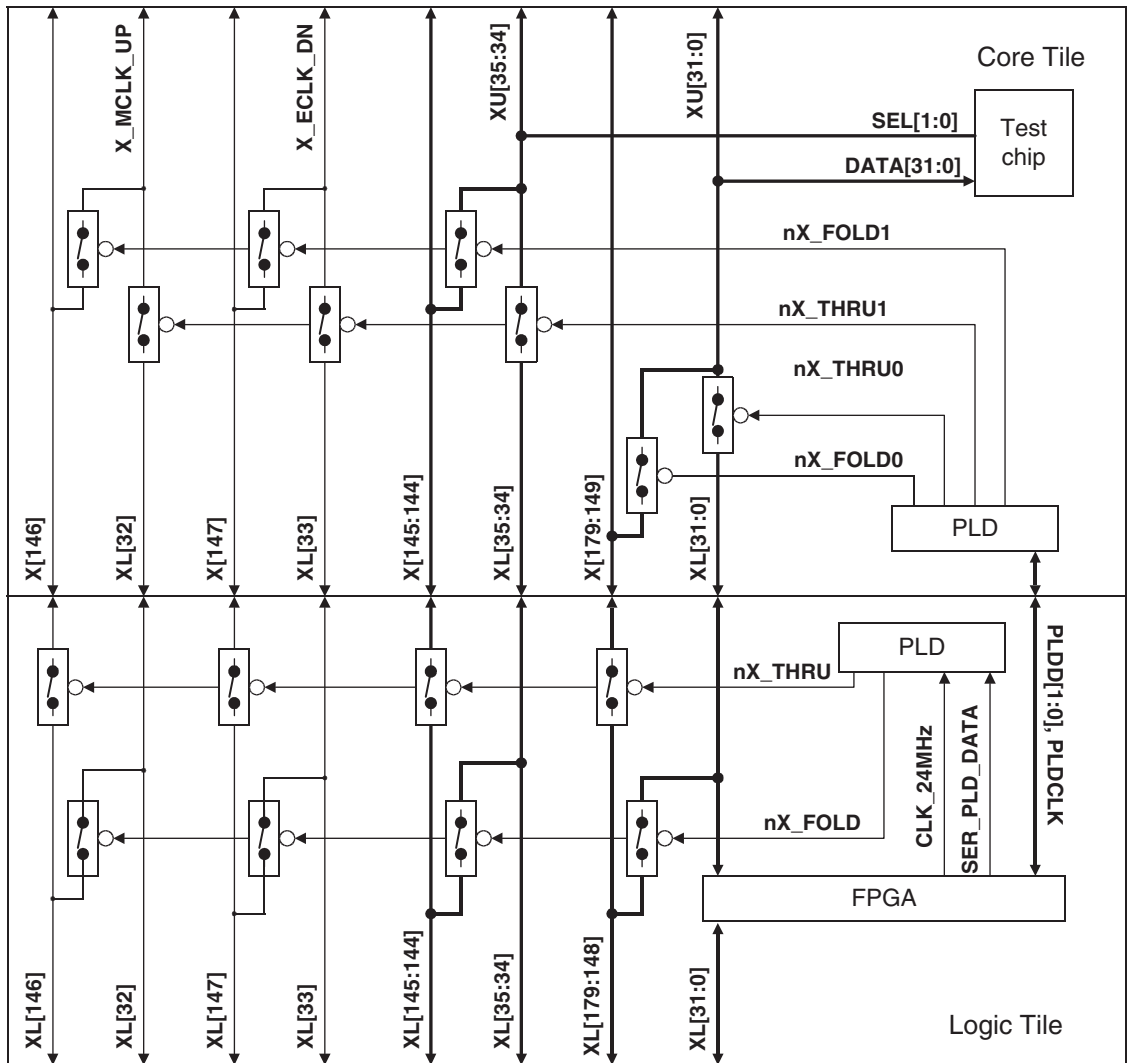 Core Tile
X_MCLK_UP
X_ECLK_DN
XU[35:34]
XU[31:0]
SEL[1:0]
Test
chip
DATA[31:0]
nX_FOLD1
nX_THRU1
nX_THRU0
nX_FOLD0
PLD
X[146]
XL[32]
X[147]
XL[33]
X[145:144]
XL[35:34]
X[179:149]
XL[31:0]
PLD
nX_THRU
nX_FOLD
CLK_24MHz
SER_PLD_DATA
PLDD[1:0], PLDCLK
FPGA
XL[146]
XL[32]
XL[147]
XL[33]
XL[145:144]
XL[35:34]
XL[179:148]
XL[31:0]
Logic Tile